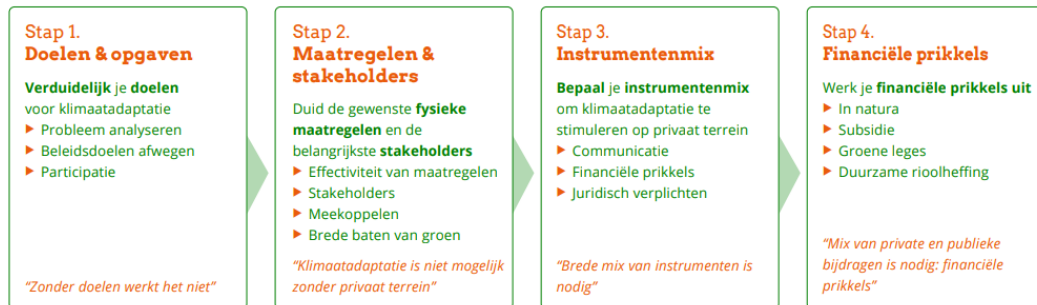 Stap 1.
Doelen & opgaven
Verduidelijk je doelen
voor klimaatadaptatie
Probleem analyseren
Beleidsdoelen afwegen
Participatie
“Zonder doelen werkt het niet”
Stap 2.
Maatregelen &
stakeholders
Duid de gewenste fysieke
maatregelen en de
belangrijkste stakeholders
Effectiviteit van maatregelen
Stakeholders
Meekoppelen
Brede baten van groen
“Klimaatadaptatie is niet mogelijk
zonder privaat terrein”
Stap 3.
Instrumentenmix
Bepaal je instrumentenmix
om klimaatadaptatie te
stimuleren op privaat terrein
Communicatie
Financiële prikkels
Juridisch verplichten
“Brede mix van instrumenten is
nodig”
Stap 4.
Financiële prikkels
Werk je financiële prikkels uit
In natura
Subsidie
Groene leges
Duurzame rioolheffing
“Mix van private en publieke
bijdragen is nodig: financiële
prikkels”